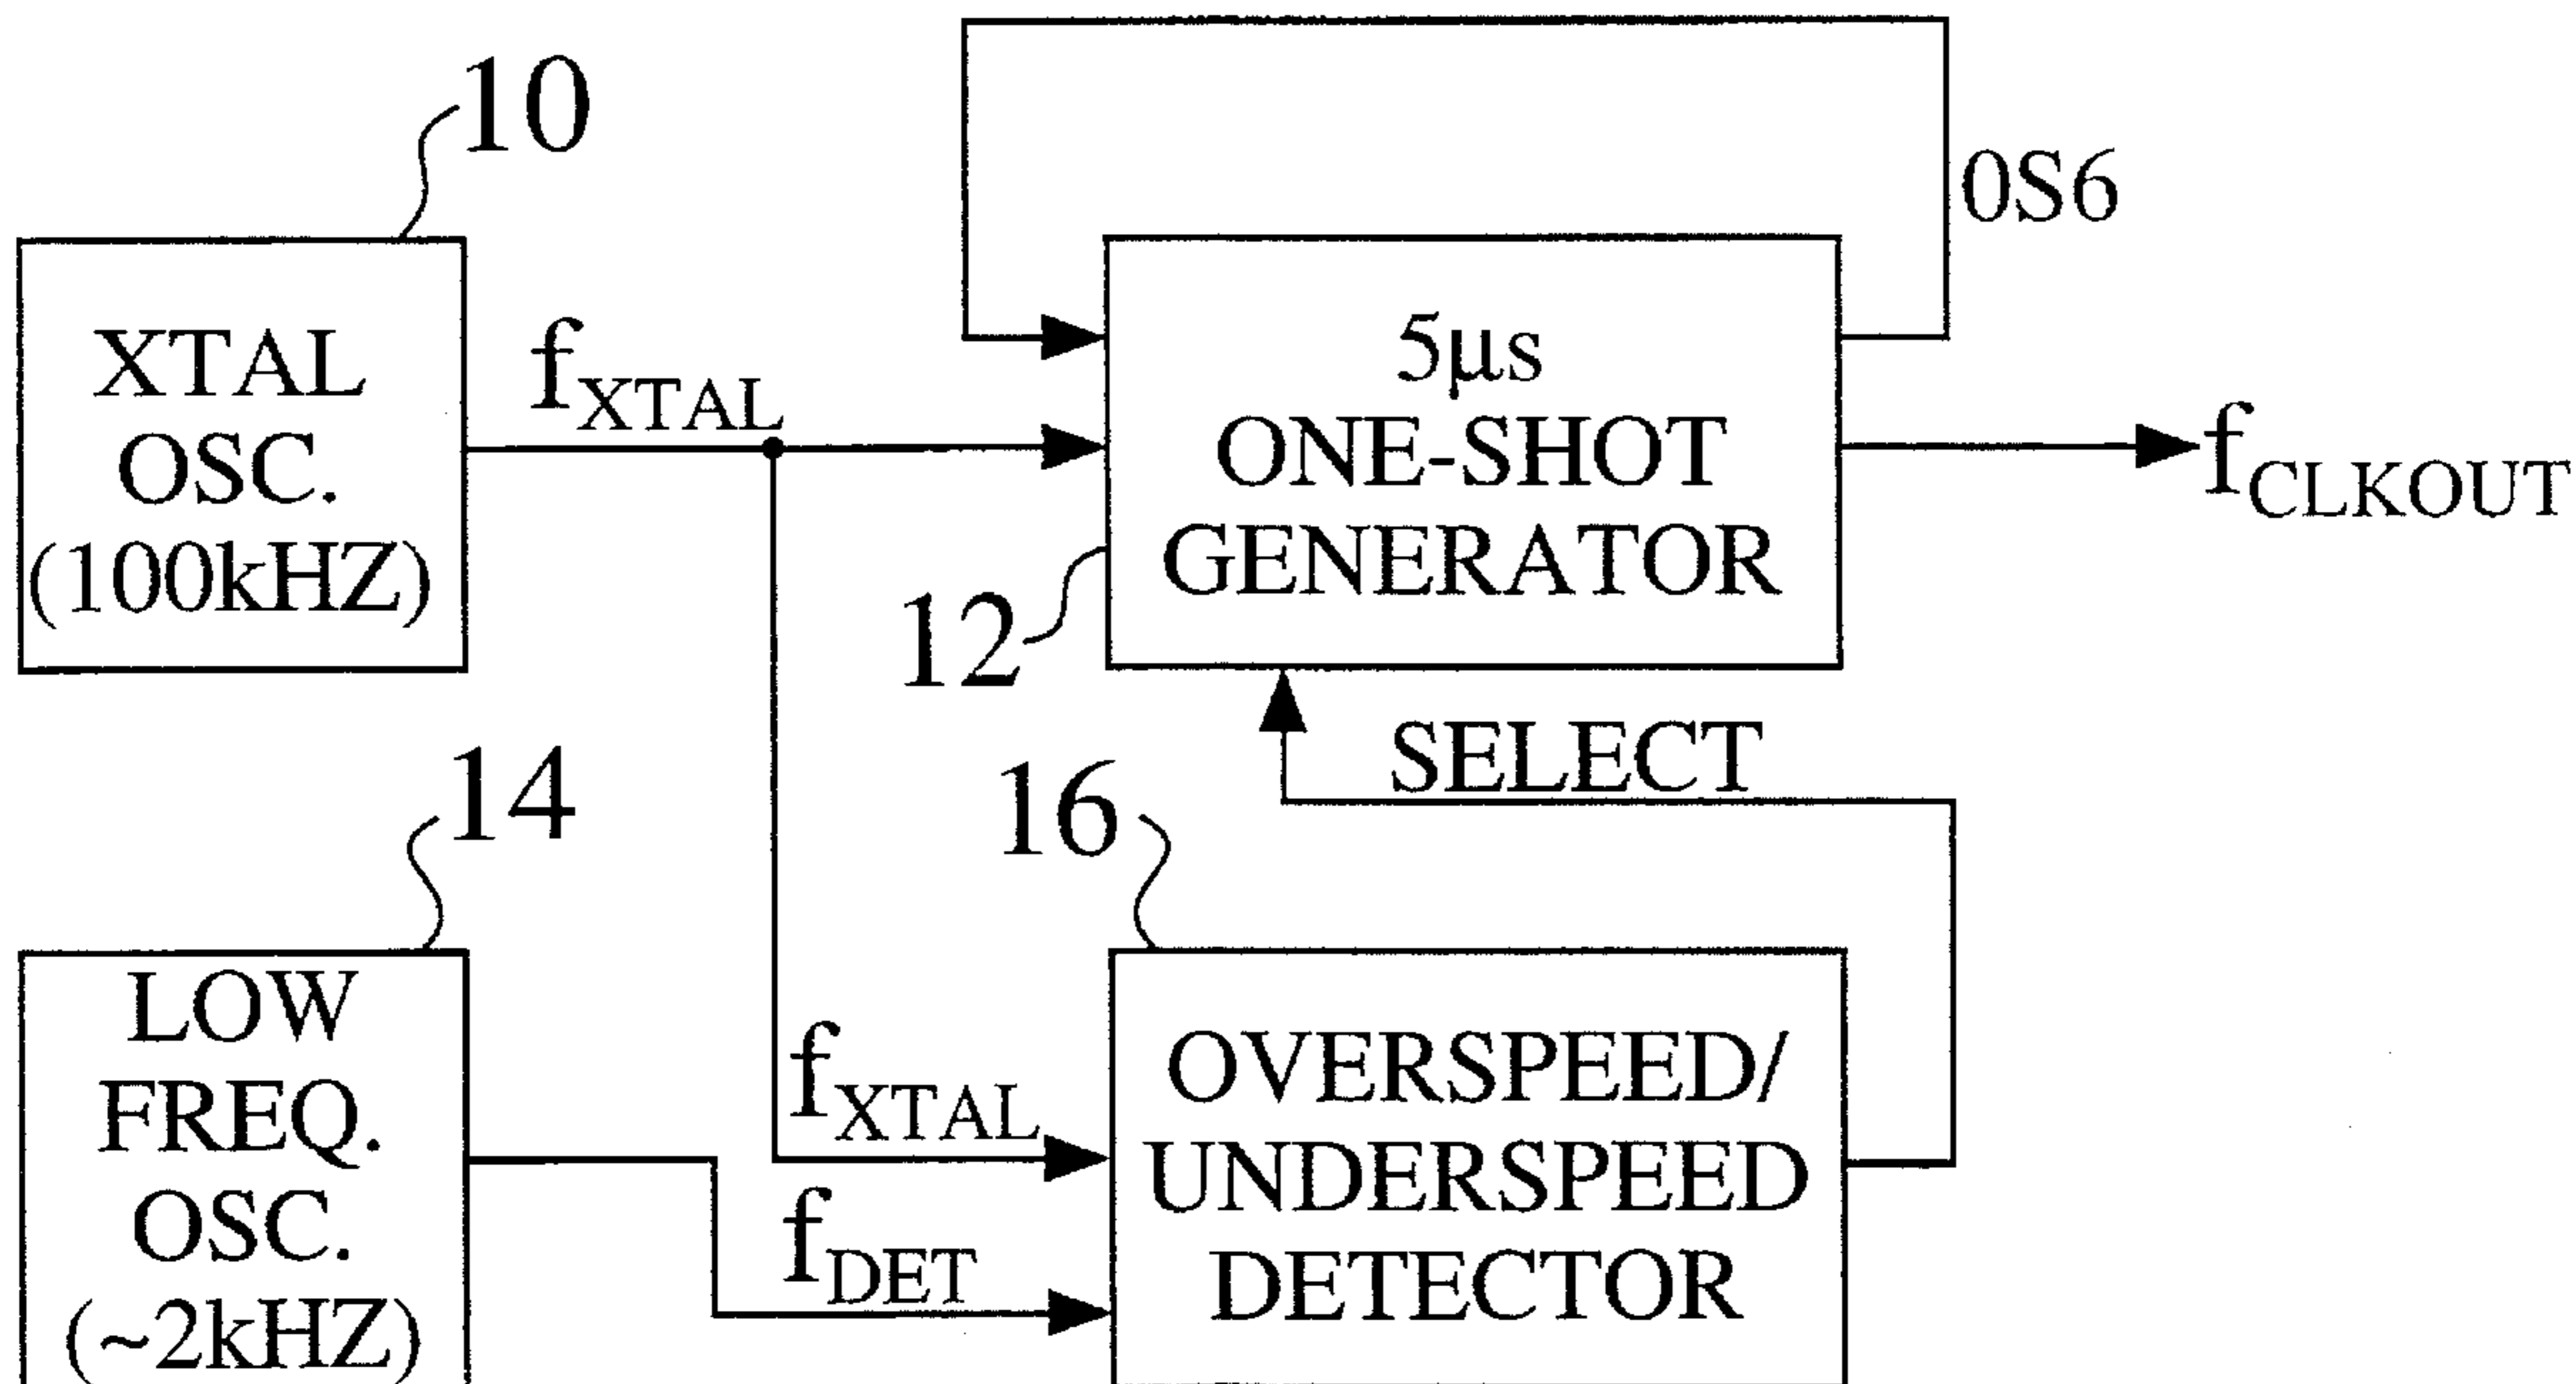 10
XTAL
OSC.
(100kHZ)
fXTAL
0S6
5μs
ONE-SHOT
GENERATOR
12
fCLKOUT
SELECT
14
LOW
FREQ.
OSC.
(~2kHZ)
16
fXTAL
fDET
OVERSPEED/
UNDERSPEED
DETECTOR